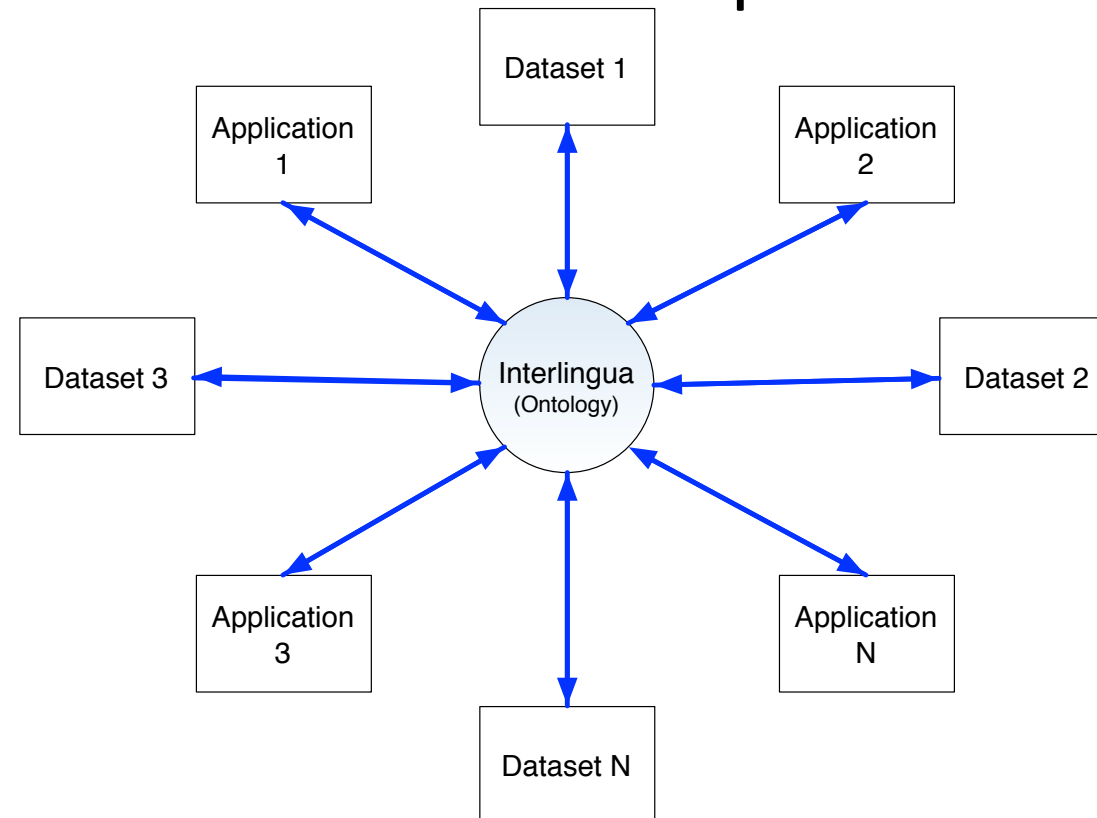 Dataset 1
Application
1
Application
2
Dataset 3
Interlingua
(Ontology)
Dataset 2
Application
3
Application
N
Dataset N